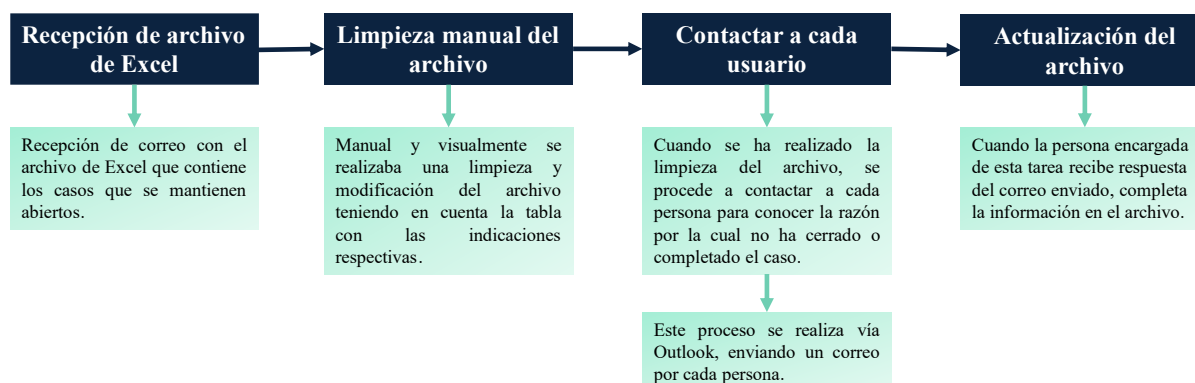 Recepción de archivo
de Excel
Limpieza manual del
archivo
Contactar a cada
usuario
Actualización del
archivo
Recepción de correo con el
archivo de Excel que contiene
los casos que se mantienen
abiertos.
Manual y visualmente se
realizaba una limpieza y
modificación del archivo
teniendo en cuenta la tabla
con las indicaciones
respectivas.
Cuando se ha realizado la
limpieza del archivo, se
procede a contactar a cada
persona para conocer la razón
por la cual no ha cerrado o
completado el caso.
Este proceso se realiza vía
Outlook, enviando un correo
por cada persona.
Cuando la persona encargada
de esta tarea recibe respuesta
del correo enviado, completa
la información en el archivo.